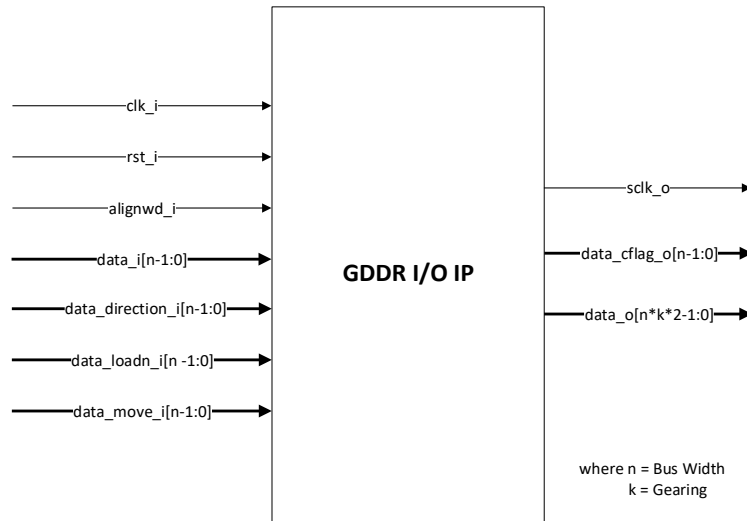 clk_i
rst_i
alignwd_i
data_i[n-1:0]
data_direction_i[n-1:0]
data_loadn_i[n -1:0]
data_move_i[n-1:0]
GDDR I/O IP
sclk_o
data_cflag_o[n-1:0]
data_o[n*k*2-1:0]
where n = Bus Width
k = Gearing